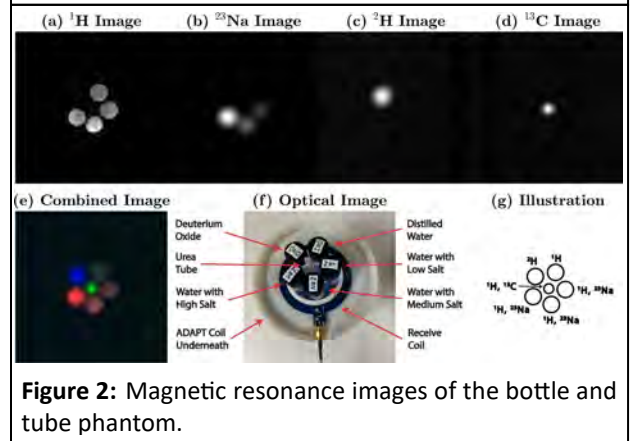 (a) ¹H Image
(b) ²³Na Image
(c) ²H Image
(d) ¹³C Image
(e) Combined Image
(f) Optical Image
(g) Illustration
Deuterium
Oxide
Urea
Tube
Water with
High Salt
ADAPT Coil
Underneath
Distilled
Water
Water with
Low Salt
Water with
Medium Salt
Receive
Coil
²H
¹H
¹H, ¹³C
¹H, ²³Na
¹H, ²³Na
¹H, ²³Na
Figure 2: Magnetic resonance images of the bottle and
tube phantom.